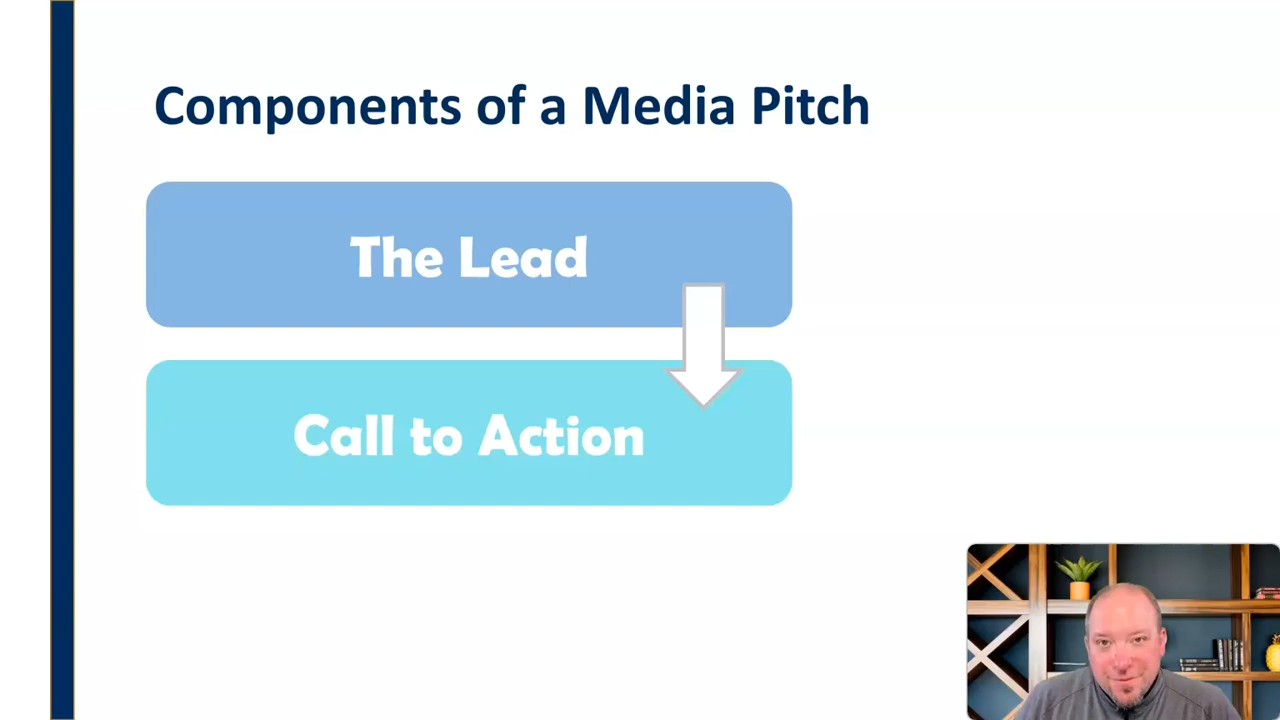 Components of a Media Pitch
The Lead
Call to Action